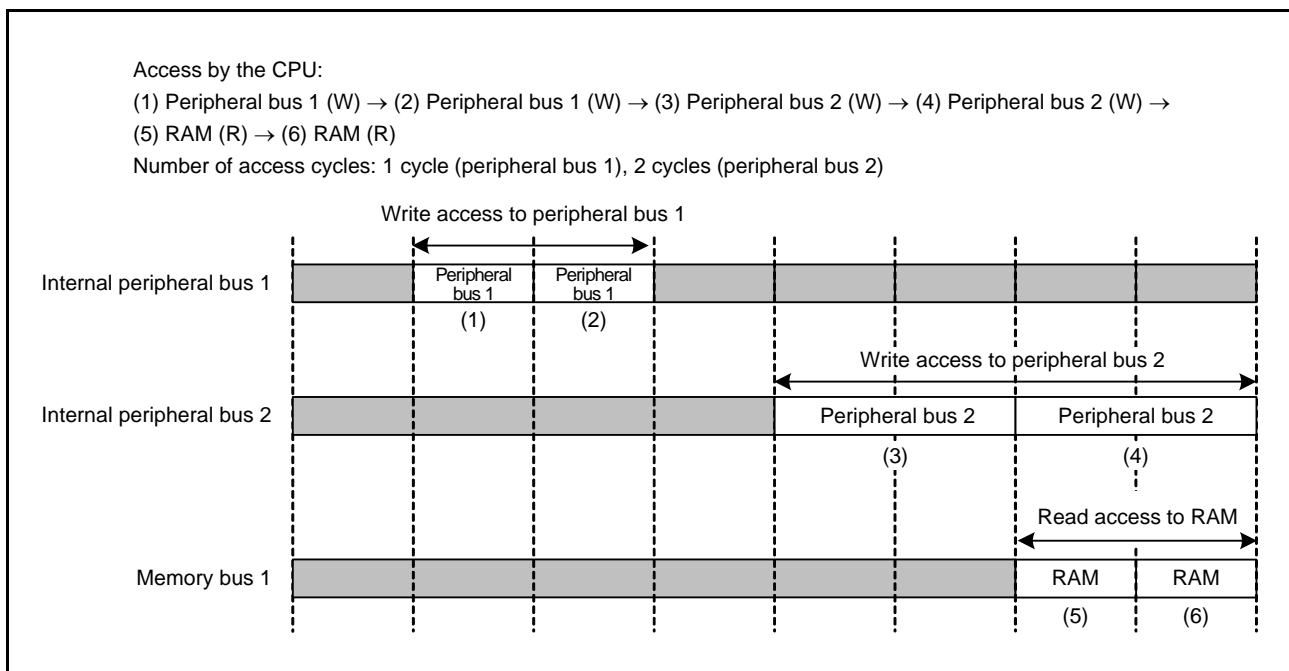 Access by the CPU:
(1) Peripheral bus 1 (W) → (2) Peripheral bus 1 (W) → (3) Peripheral bus 2 (W) → (4) Peripheral bus 2 (W) →
(5) RAM (R) → (6) RAM (R)
Number of access cycles: 1 cycle (peripheral bus 1), 2 cycles (peripheral bus 2)
Write access to peripheral bus 1
Internal peripheral bus 1
Peripheral
bus 1
Peripheral
bus 1
(1)
(2)
Write access to peripheral bus 2
Internal peripheral bus 2
Peripheral bus 2
Peripheral bus 2
(3)
(4)
Read access to RAM
Memory bus 1
RAM
RAM
(5)
(6)